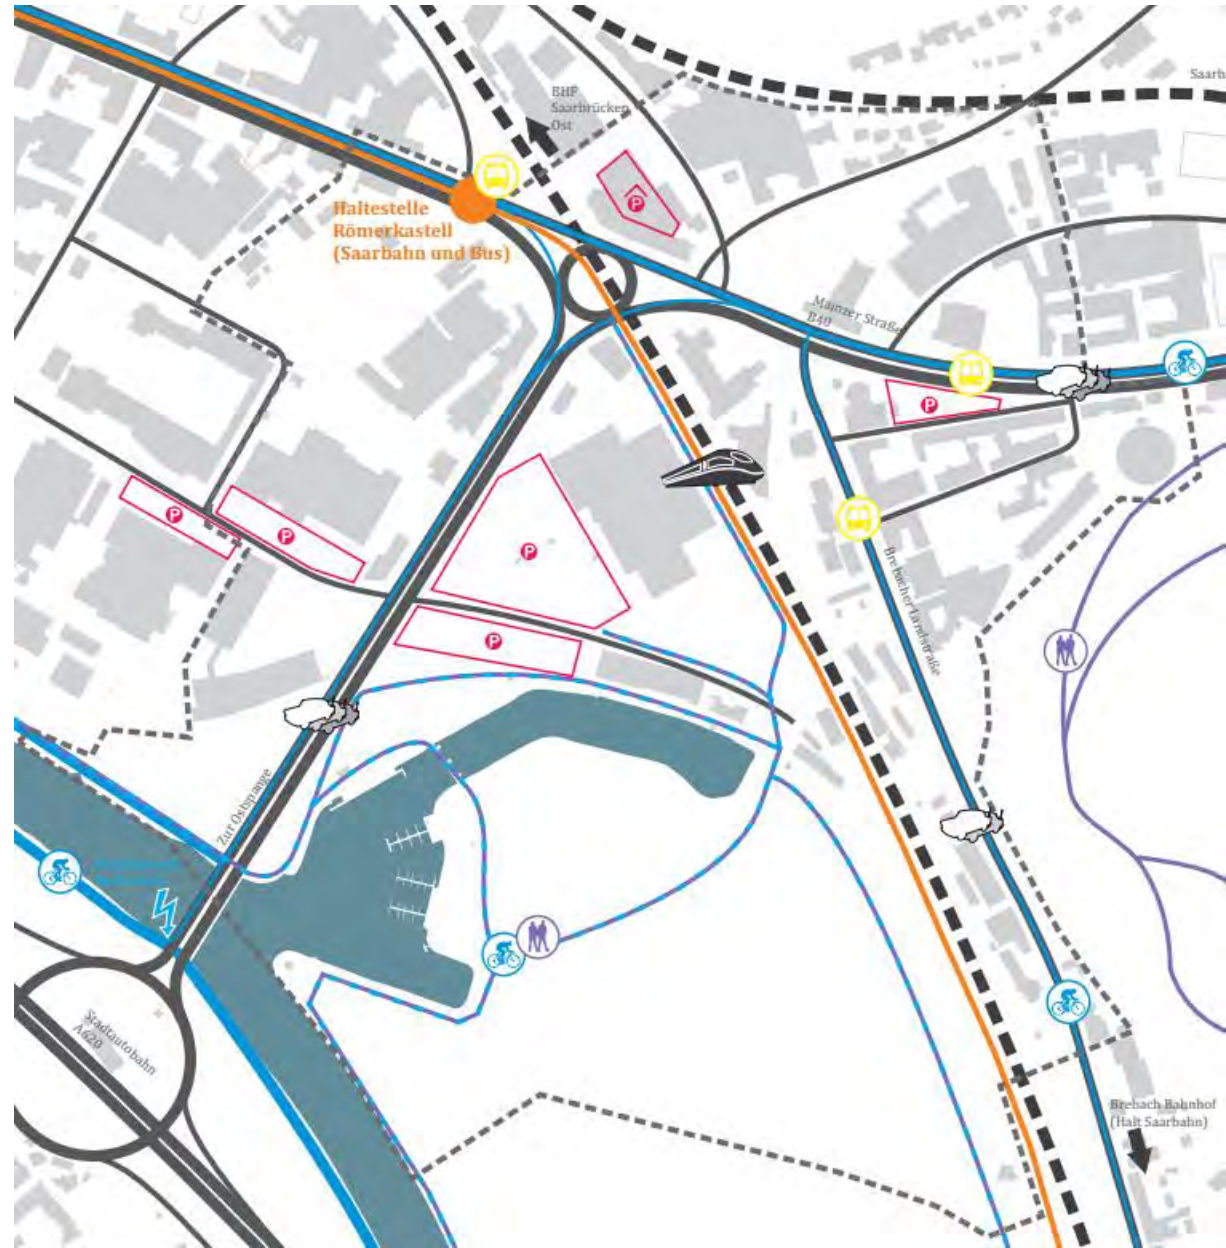 BHF
Saarbrücken
Ost
Saarb
Haltestelle
Römerkastell
(Saarbahn und Bus)
P
Mainzer Straße
B40
P
P
P
P
P
Brebacher Landstraße
Zur Ostspange
Stadtautobahn
A620
Brebach Bahnhof
(Halt Saarbahn)